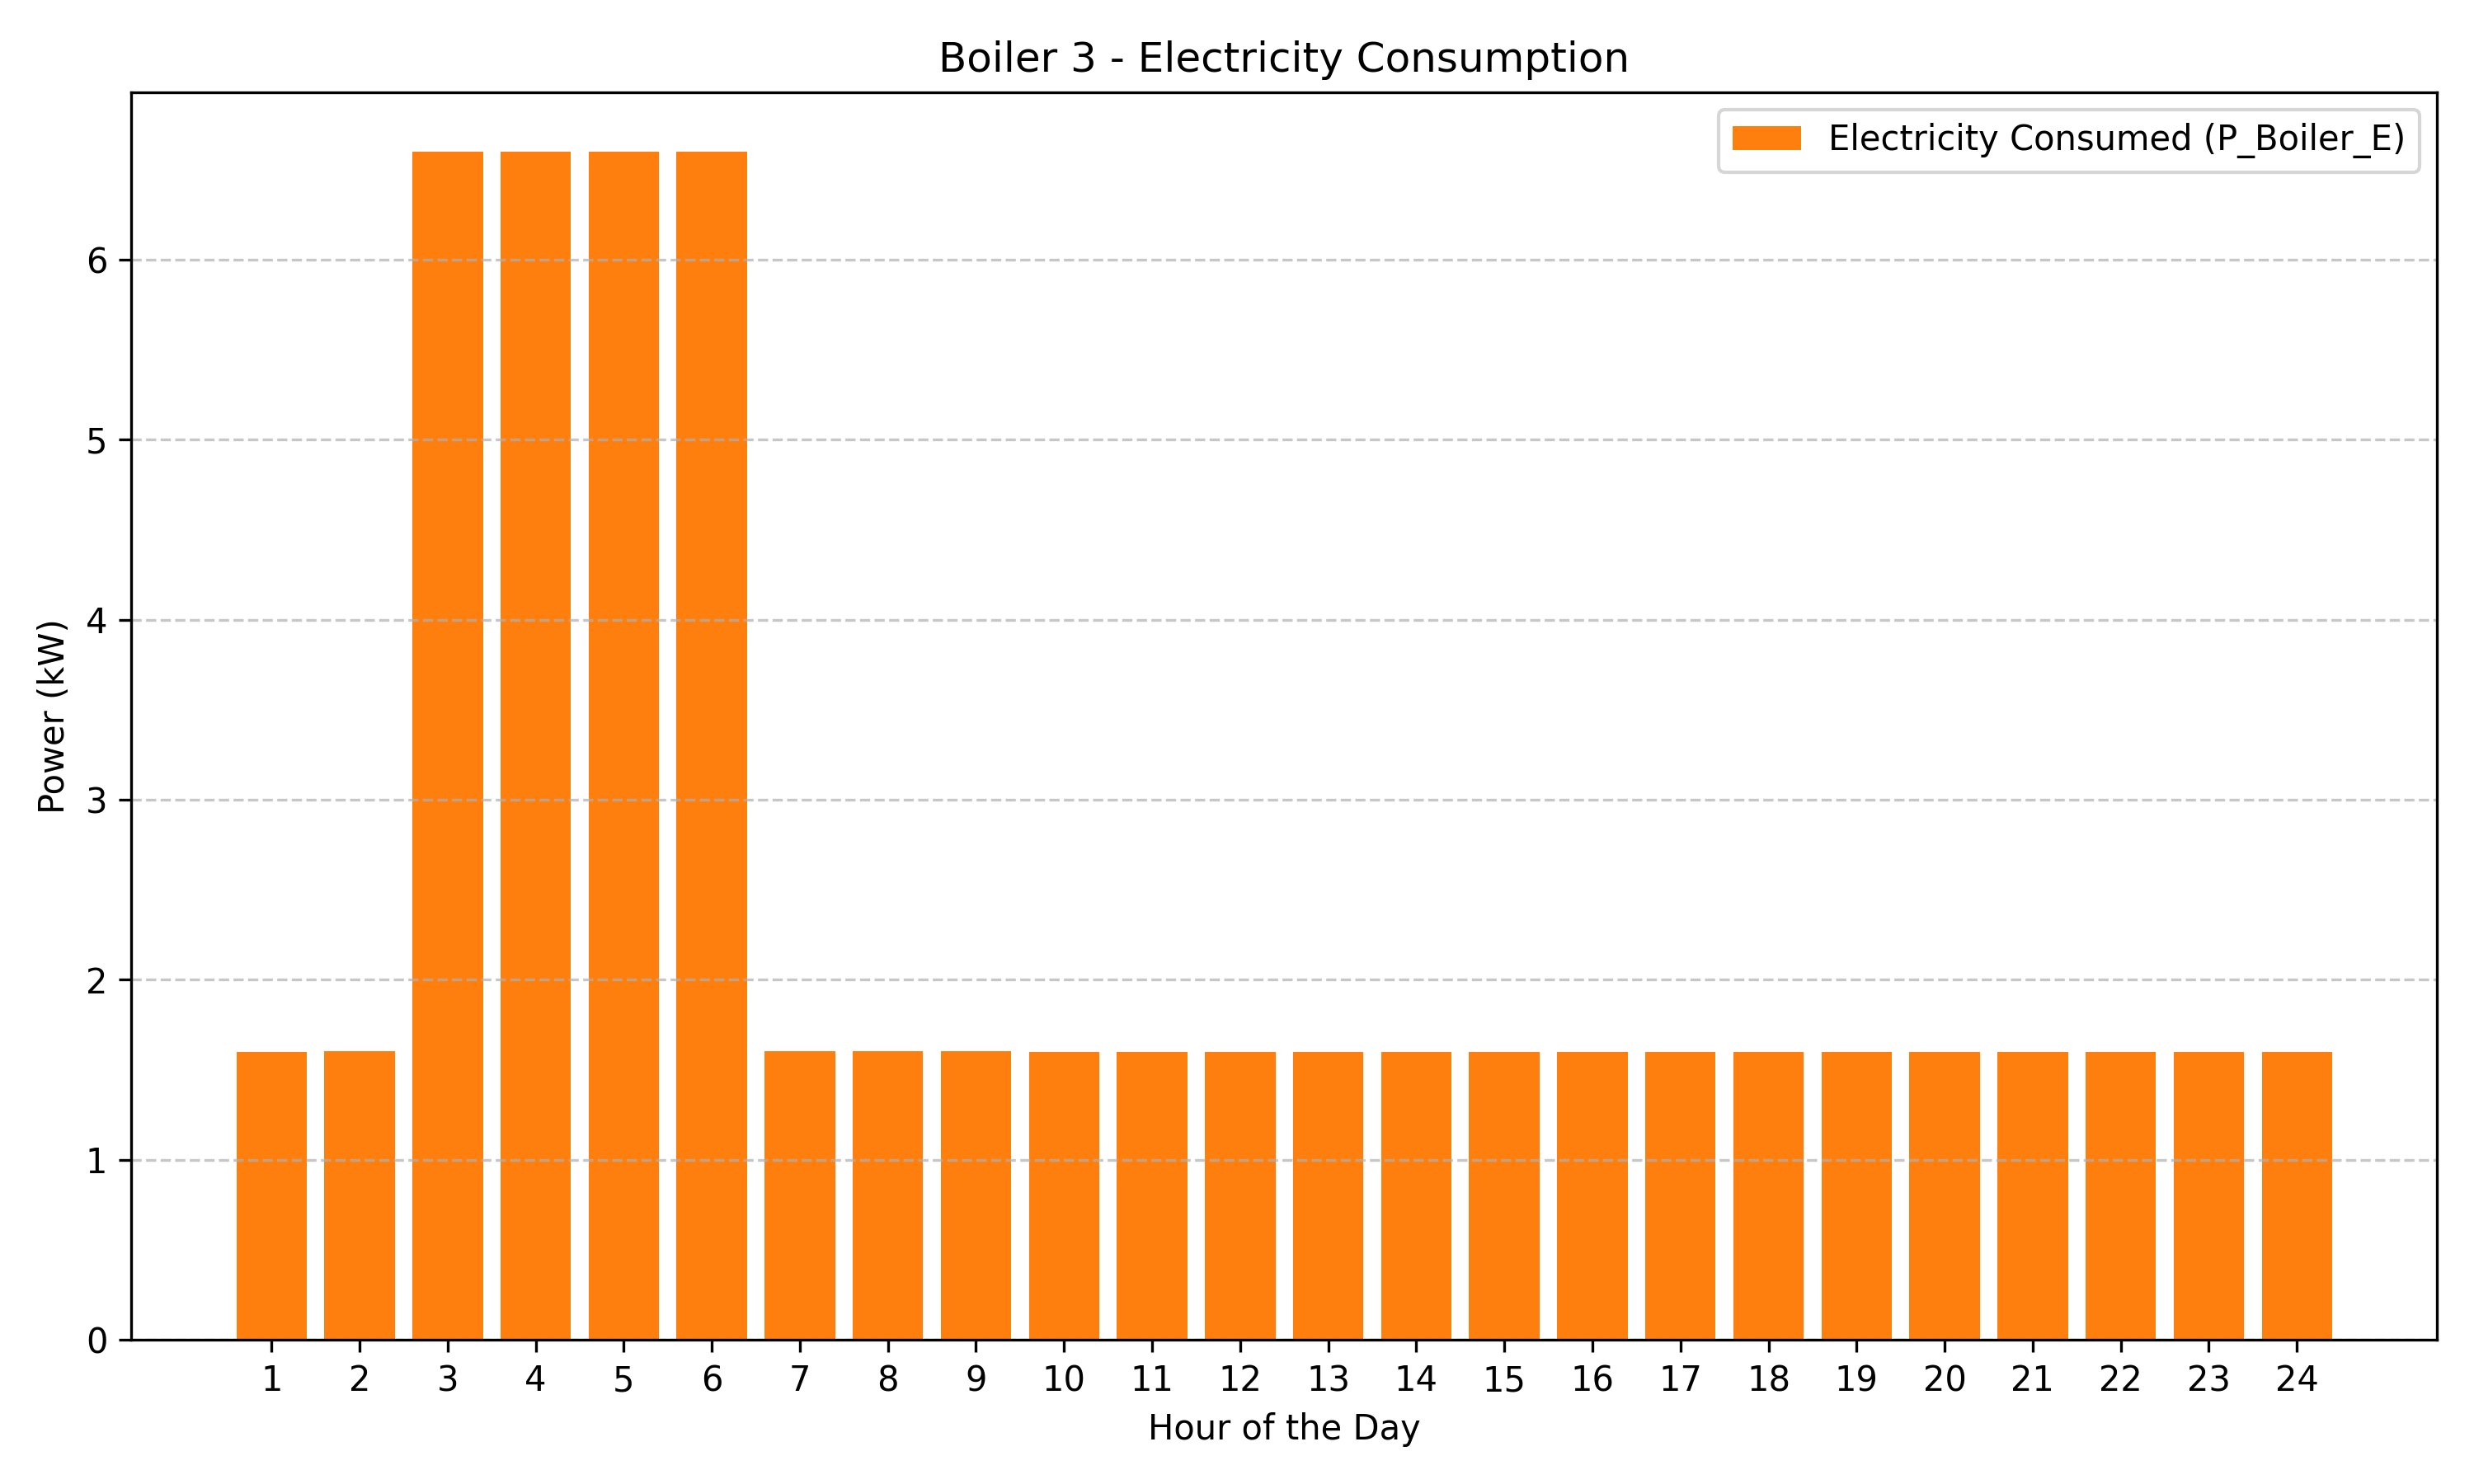 Boiler 3 - Electricity Consumption
Electricity Consumed (P_Boiler_E)
Power (kW)
6
5
4
3
2
1
0
1 2 3 4 5 6 7 8 9 10 11 12 13 14 15 16 17 18 19 20 21 22 23 24
Hour of the Day